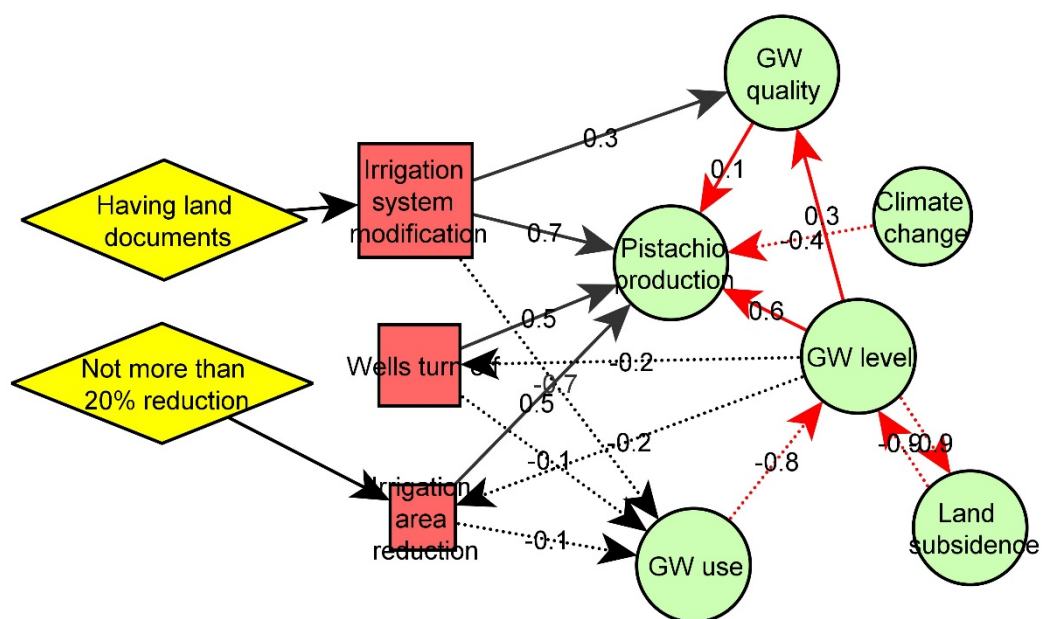 GW
quality
0.3
0.1
Irrigation
system
modification
Having land
documents
Climate
change
0.3
-0.4
0.7
Pistachio
production
0.5
0.6
Not more than
20% reduction
Wells turn off
-0.2
GW level
-0.7
0.5
-0.2
-0.1
-0.8
-0.9
-0.9
Irrigation
area
reduction
-0.1
GW use
Land
subsidence